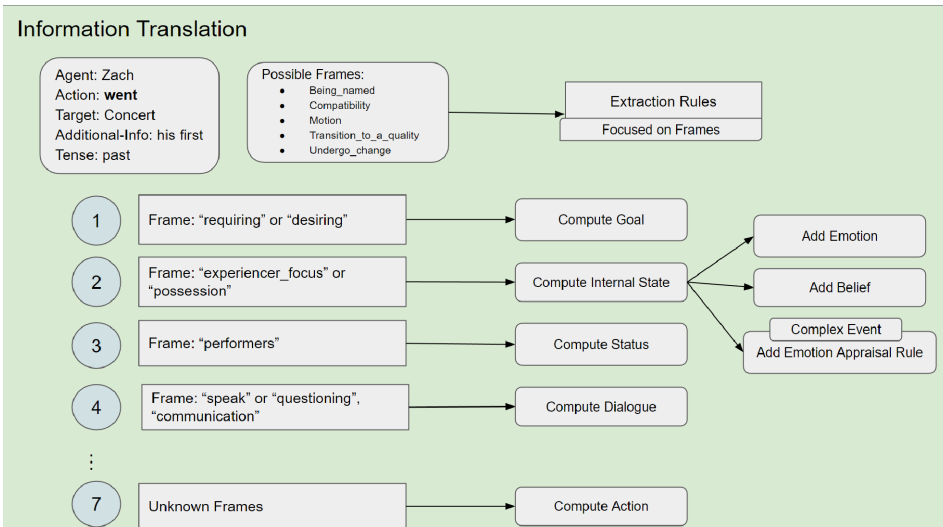 Information Translation
Agent: Zach
Action: went
Target: Concert
Additional-Info: his first
Tense: past
Possible Frames:
● Being_named
● Compatibility
● Motion
● Transition_to_a_quality
● Undergo_change
Extraction Rules
Focused on Frames
1
Frame: “requiring” or “desiring”
Compute Goal
2
Frame: “experiencer_focus” or
“possession”
Compute Internal State
Add Emotion
Add Belief
Complex Event
Add Emotion Appraisal Rule
3
Frame: “performers”
Compute Status
4
Frame: “speak” or “questioning”,
“communication”
Compute Dialogue
⋮
7
Unknown Frames
Compute Action